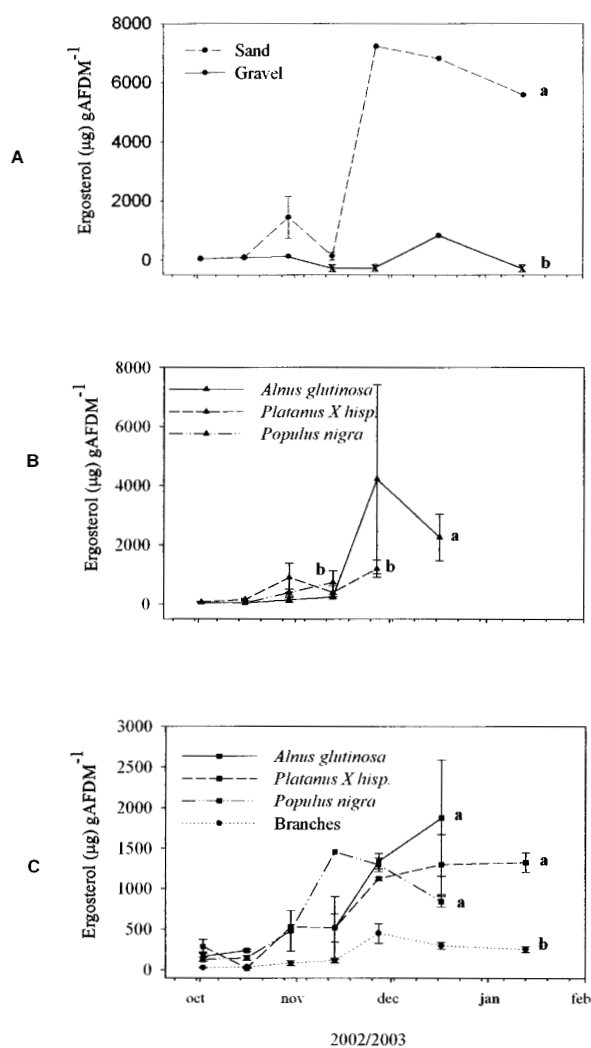 A
Ergosterol (µg) gAFDM-1
8000
6000
4000
2000
0
Sand
Gravel
a
b
X X X
B
Ergosterol (µg) gAFDM-1
8000
6000
4000
2000
0
Alnus glutinosa
Platanus X hisp.
Populus nigra
b
b
a
C
Ergosterol (µg) gAFDM-1
3000
2500
2000
1500
1000
500
0
Alnus glutinosa
Platanus X hisp.
Populus nigra
Branches
a
a
a
b
oct nov dec jan feb
2002/2003